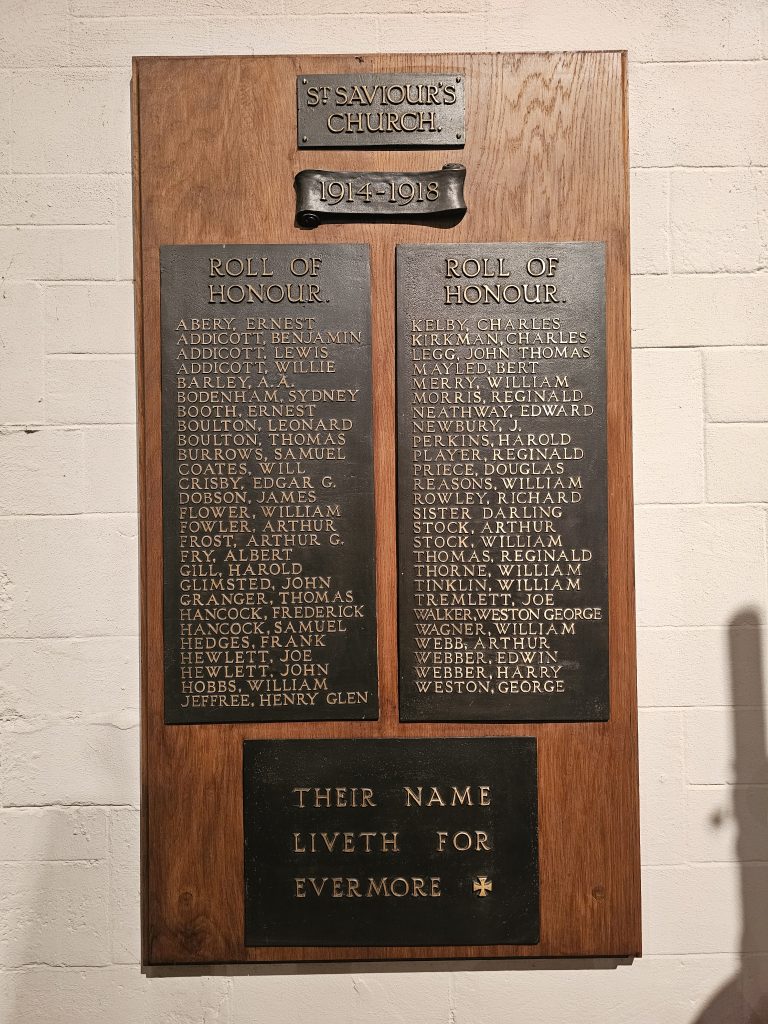 ST SAVIOUR'S
CHURCH.
1914-1918
ROLL OF
HONOUR.
ABERY, ERNEST
ADDICOTT, BENJAMIN
ADDICOTT, LEWIS
ADDICOTT, WILLIE
BARLEY, A.A.
BODENHAM, SYDNEY
BOOTH, ERNEST
BOULTON, LEONARD
BOULTON, THOMAS
BURROWS, SAMUEL
COATES, WILL
CRISBY, EDGAR G.
DOBSON, JAMES
FLOWER, WILLIAM
FOWLER, ARTHUR
FROST, ARTHUR G.
FRY, ALBERT
GILL, HAROLD
GLIMSTED, JOHN
GRANGER, THOMAS
HANCOCK, FREDERICK
HANCOCK, SAMUEL
HEDGES, FRANK
HEWLETT, JOE
HEWLETT, JOHN
HOBBS, WILLIAM
JEFFREE, HENRY GLEN
ROLL OF
HONOUR.
KELBY, CHARLES
KIRKMAN, CHARLES
LEGG, JOHN THOMAS
MAYLED, BERT
MERRY, WILLIAM
MORRIS, REGINALD
NEATHWAY, EDWARD
NEWBURY, J.
PERKINS, HAROLD
PLAYER, REGINALD
PRIECE, DOUGLAS
REASONS, WILLIAM
ROWLEY, RICHARD
SISTER DARLING
STOCK, ARTHUR
STOCK, WILLIAM
THOMAS, REGINALD
THORNE, WILLIAM
TINKLIN, WILLIAM
TREMLETT, JOE
WALKER, WESTON GEORGE
WAGNER, WILLIAM
WEBB, ARTHUR
WEBBER, EDWIN
WEBBER, HARRY
WESTON, GEORGE
THEIR NAME
LIVETH FOR
EVERMORE